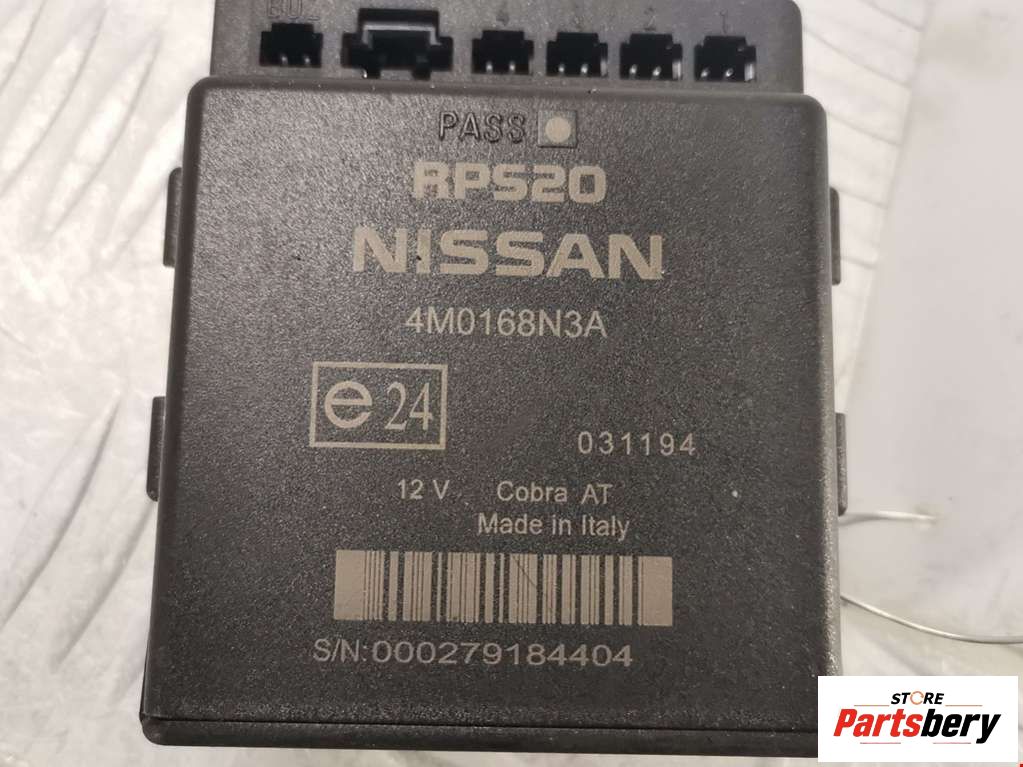 4 3 2 1
PASS
RPS20
NISSAN
4M0168N3A
e 24
031194
12 V Cobra AT
Made in Italy
S/N:000279184404
STORE
Partsbery